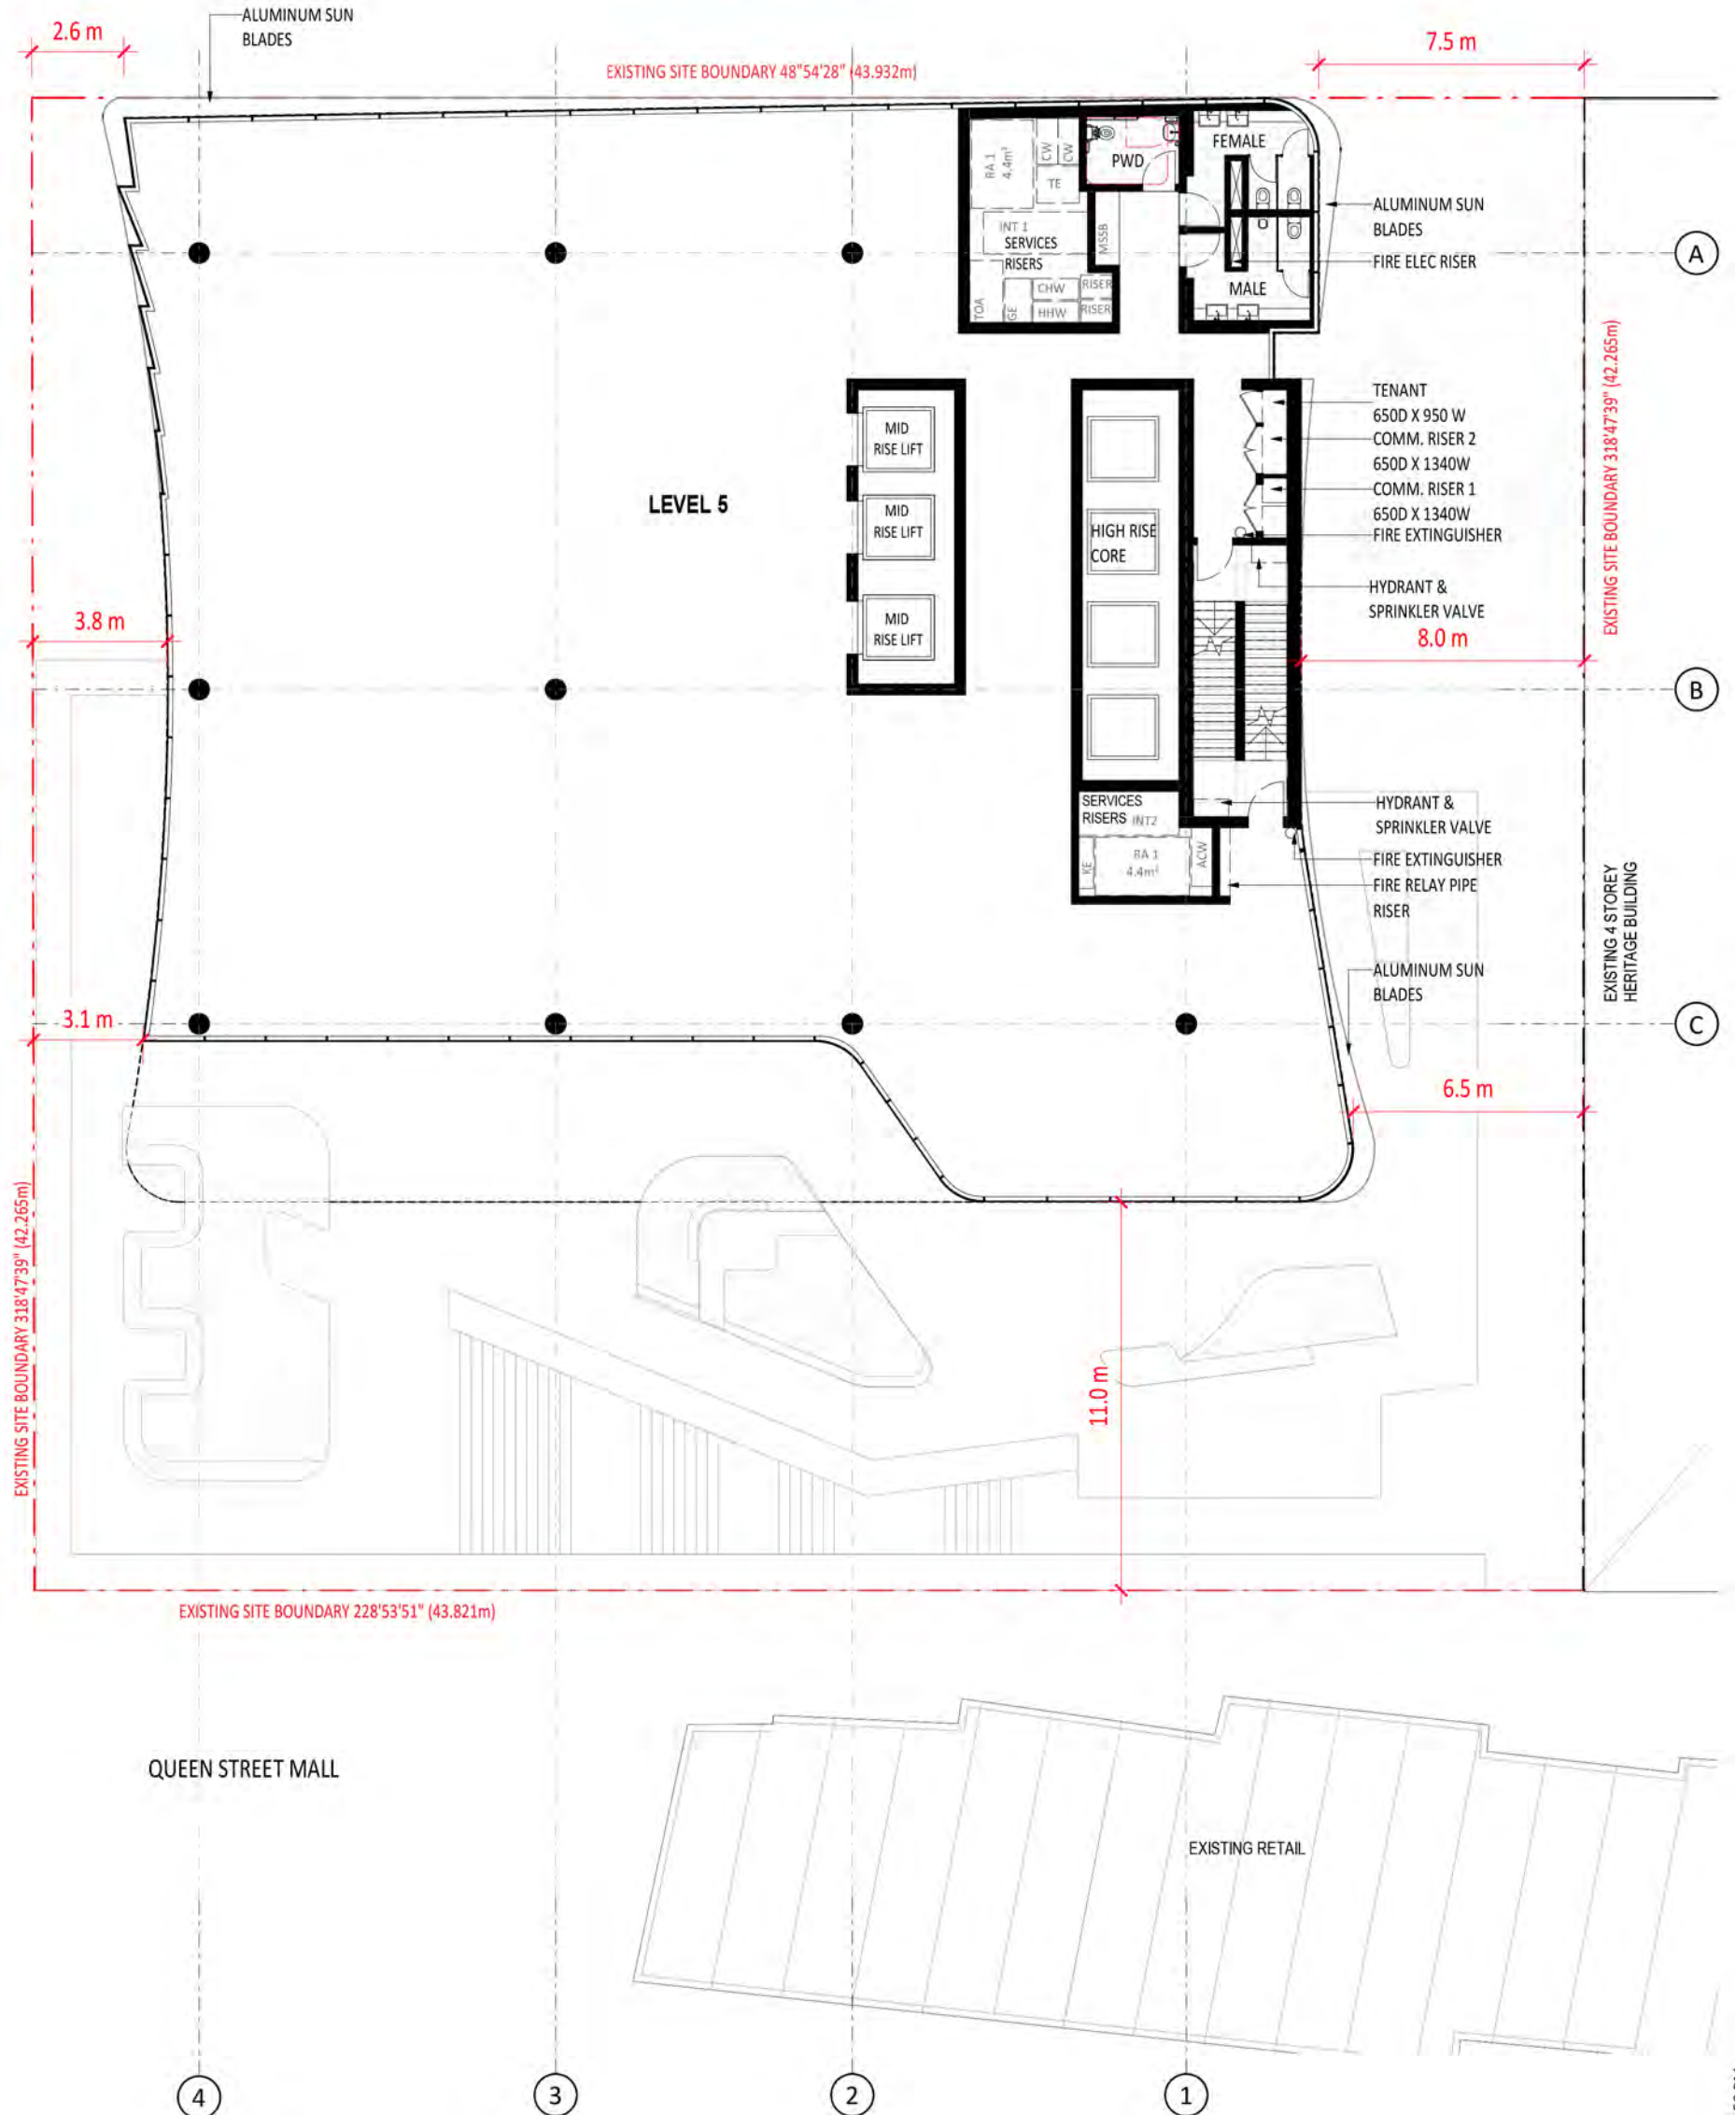 ALUMINUM SUN
BLADES
2.6 m
7.5 m
EXISTING SITE BOUNDARY 48"54'28" (43.932m)
RA 1
4.4m²
CW
CW
TE
PWD
FEMALE
INT 1
SERVICES
RISERS
MSSB
ALUMINUM SUN
BLADES
FIRE ELEC RISER
A
TOA
GE
CHW
HHW
RISER
RISER
MALE
EXISTING SITE BOUNDARY 318'47'39" (42.265m)
TENANT
650D X 950 W
COMM. RISER 2
650D X 1340W
COMM. RISER 1
650D X 1340W
FIRE EXTINGUISHER
MID
RISE LIFT
LEVEL 5
MID
RISE LIFT
HIGH RISE
CORE
HYDRANT &
SPRINKLER VALVE
3.8 m
MID
RISE LIFT
8.0 m
B
SERVICES
RISERS INT2
KE
RA 1
4.4m²
ACW
HYDRANT &
SPRINKLER VALVE
FIRE EXTINGUISHER
FIRE RELAY PIPE
RISER
EXISTING 4 STOREY
HERITAGE BUILDING
ALUMINUM SUN
BLADES
3.1 m
C
6.5 m
EXISTING SITE BOUNDARY 318'47'39" (42.265m)
11.0 m
EXISTING SITE BOUNDARY 228'53'51" (43.821m)
QUEEN STREET MALL
EXISTING RETAIL
4
3
2
1